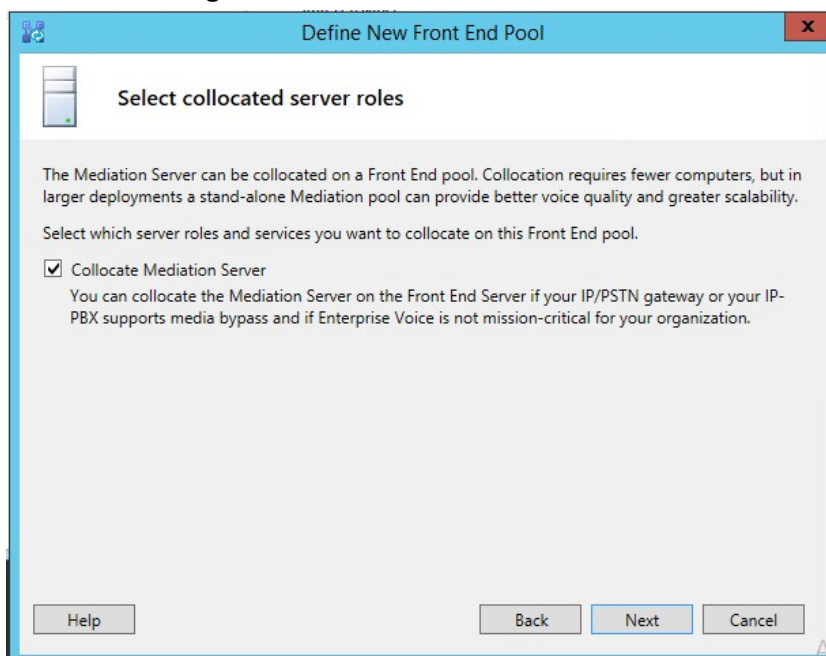 Define New Front End Pool
x
Select collocated server roles
The Mediation Server can be collocated on a Front End pool. Collocation requires fewer computers, but in
larger deployments a stand-alone Mediation pool can provide better voice quality and greater scalability.
Select which server roles and services you want to collocate on this Front End pool.
Collocate Mediation Server
You can collocate the Mediation Server on the Front End Server if your IP/PSTN gateway or your IP-
PBX supports media bypass and if Enterprise Voice is not mission-critical for your organization.
Help Back Next Cancel